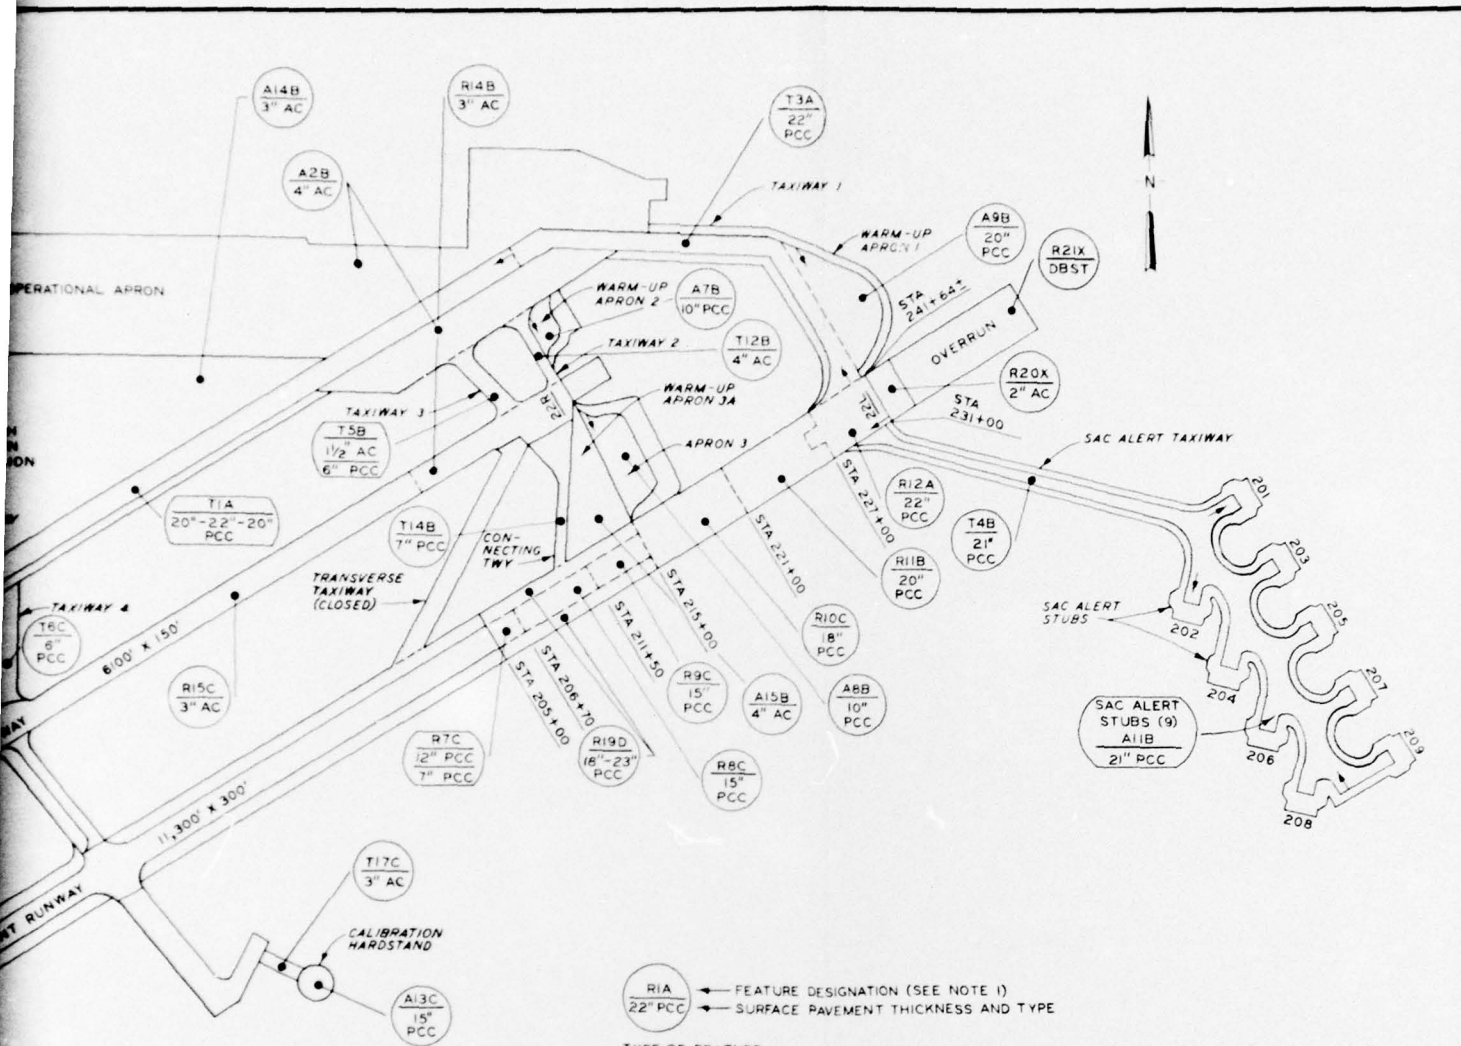 A14B
3" AC
R14B
3" AC
T3A
22"
PCC
A2B
4" AC
TAXIWAY 1
N
WARM-UP
APRON 1
A9B
20"
PCC
R21X
DBST
OPERATIONAL APRON
WARM-UP
APRON 2
A7B
10" PCC
STA
241+64±
OVERRUN
TAXIWAY 2
T12B
4" AC
R20X
2" AC
WARM-UP
APRON 3A
TAXIWAY 3
22R
22L
STA
231+00
T5B
1½" AC
6" PCC
APRON 3
SAC ALERT TAXIWAY
T1A
20"-22"-20"
PCC
T14B
7" PCC
CON-
NECTING
TWY
STA 227+00
R12A
22"
PCC
T4B
21"
PCC
201
203
STA 221+00
R11B
20"
PCC
TRANSVERSE
TAXIWAY
(CLOSED)
TAXIWAY 4
T6C
6"
PCC
STA 215+00
R10C
18"
PCC
SAC ALERT
STUBS
202
205
6100' X 150'
STA 211+50
R15C
3" AC
STA 206+70
STA 205+00
R9C
15"
PCC
A15B
4" AC
A8B
10"
PCC
204
207
SAC ALERT
STUBS (9)
A11B
21" PCC
R7C
12" PCC
7" PCC
R19D
18"-23"
PCC
R8C
15"
PCC
206
209
208
11,300' X 300'
T17C
3" AC
RUNWAY
CALIBRATION
HARDSTAND
A13C
15"
PCC
R1A
22" PCC
FEATURE DESIGNATION (SEE NOTE 1)
SURFACE PAVEMENT THICKNESS AND TYPE